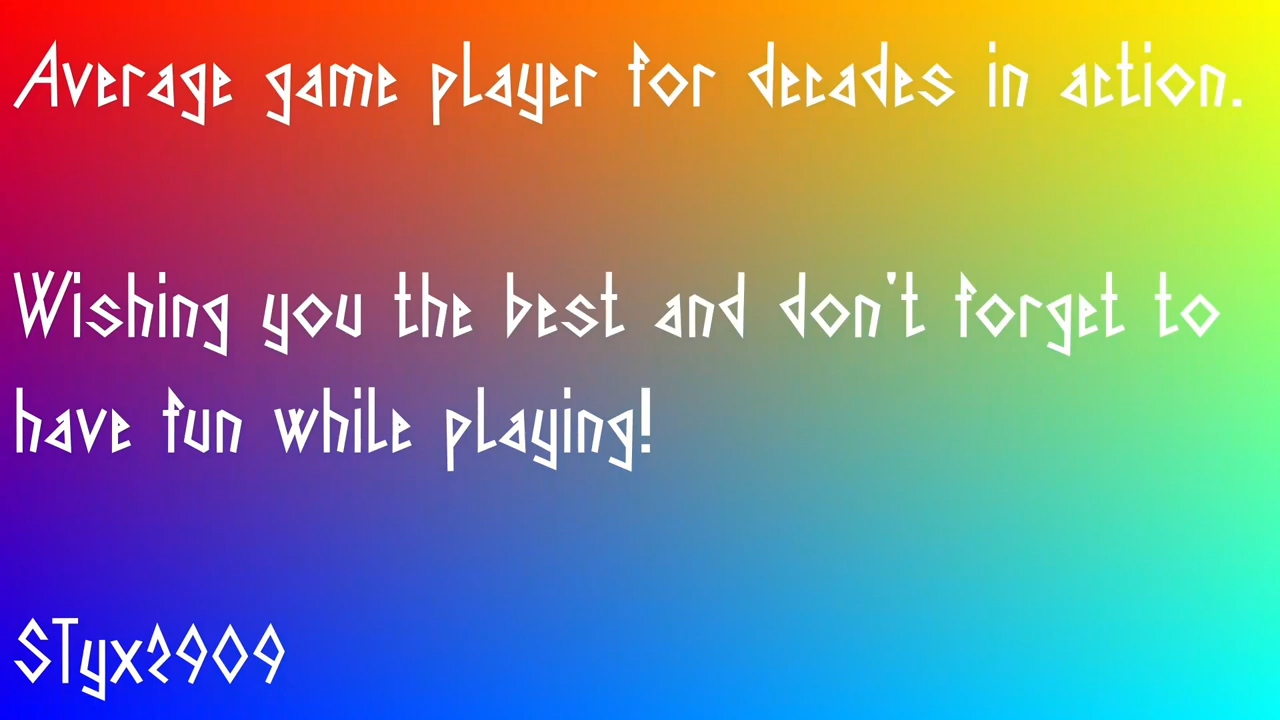 Average game player for decades in action.
Wishing you the best and don't forget to
have fun while playing!
STyx2909